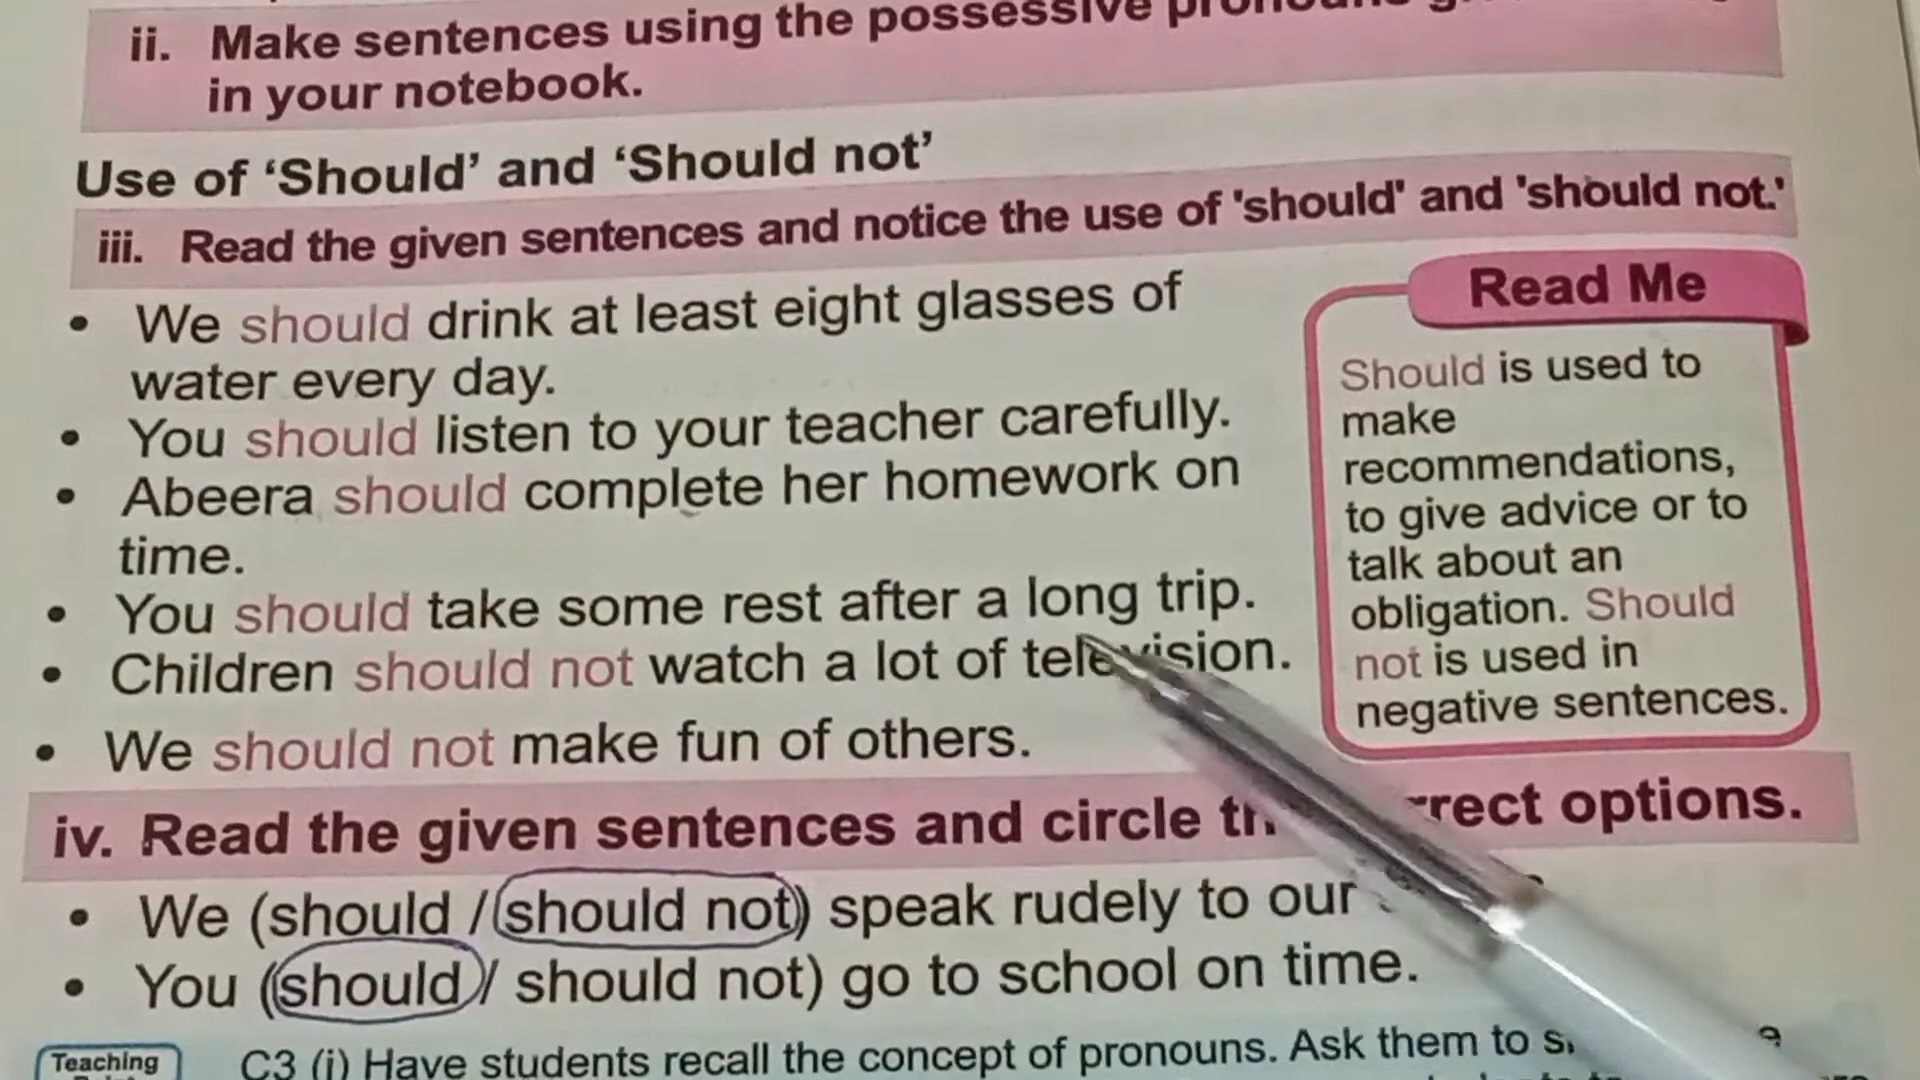 ii. Make sentences using the possessive pronouns
in your notebook.
Use of ‘Should’ and ‘Should not’
iii. Read the given sentences and notice the use of 'should' and 'should not.'
• We should drink at least eight glasses of
water every day.
• You should listen to your teacher carefully.
• Abeera should complete her homework on
time.
• You should take some rest after a long trip.
• Children should not watch a lot of television.
• We should not make fun of others.
Read Me
Should is used to
make
recommendations,
to give advice or to
talk about an
obligation. Should
not is used in
negative sentences.
iv. Read the given sentences and circle the correct options.
• We (should / should not) speak rudely to our
• You (should / should not) go to school on time.
Teaching
C3 (i) Have students recall the concept of pronouns. Ask them to